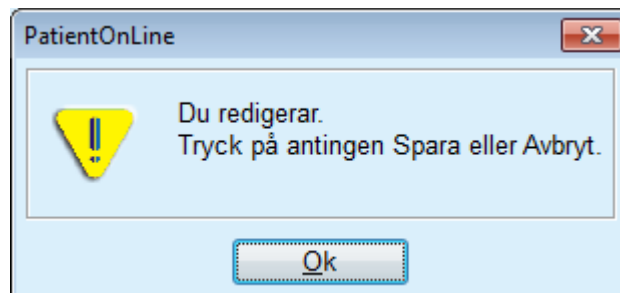 PatientOnLine
Du redigerar.
Tryck på antingen Spara eller Avbryt.
Ok